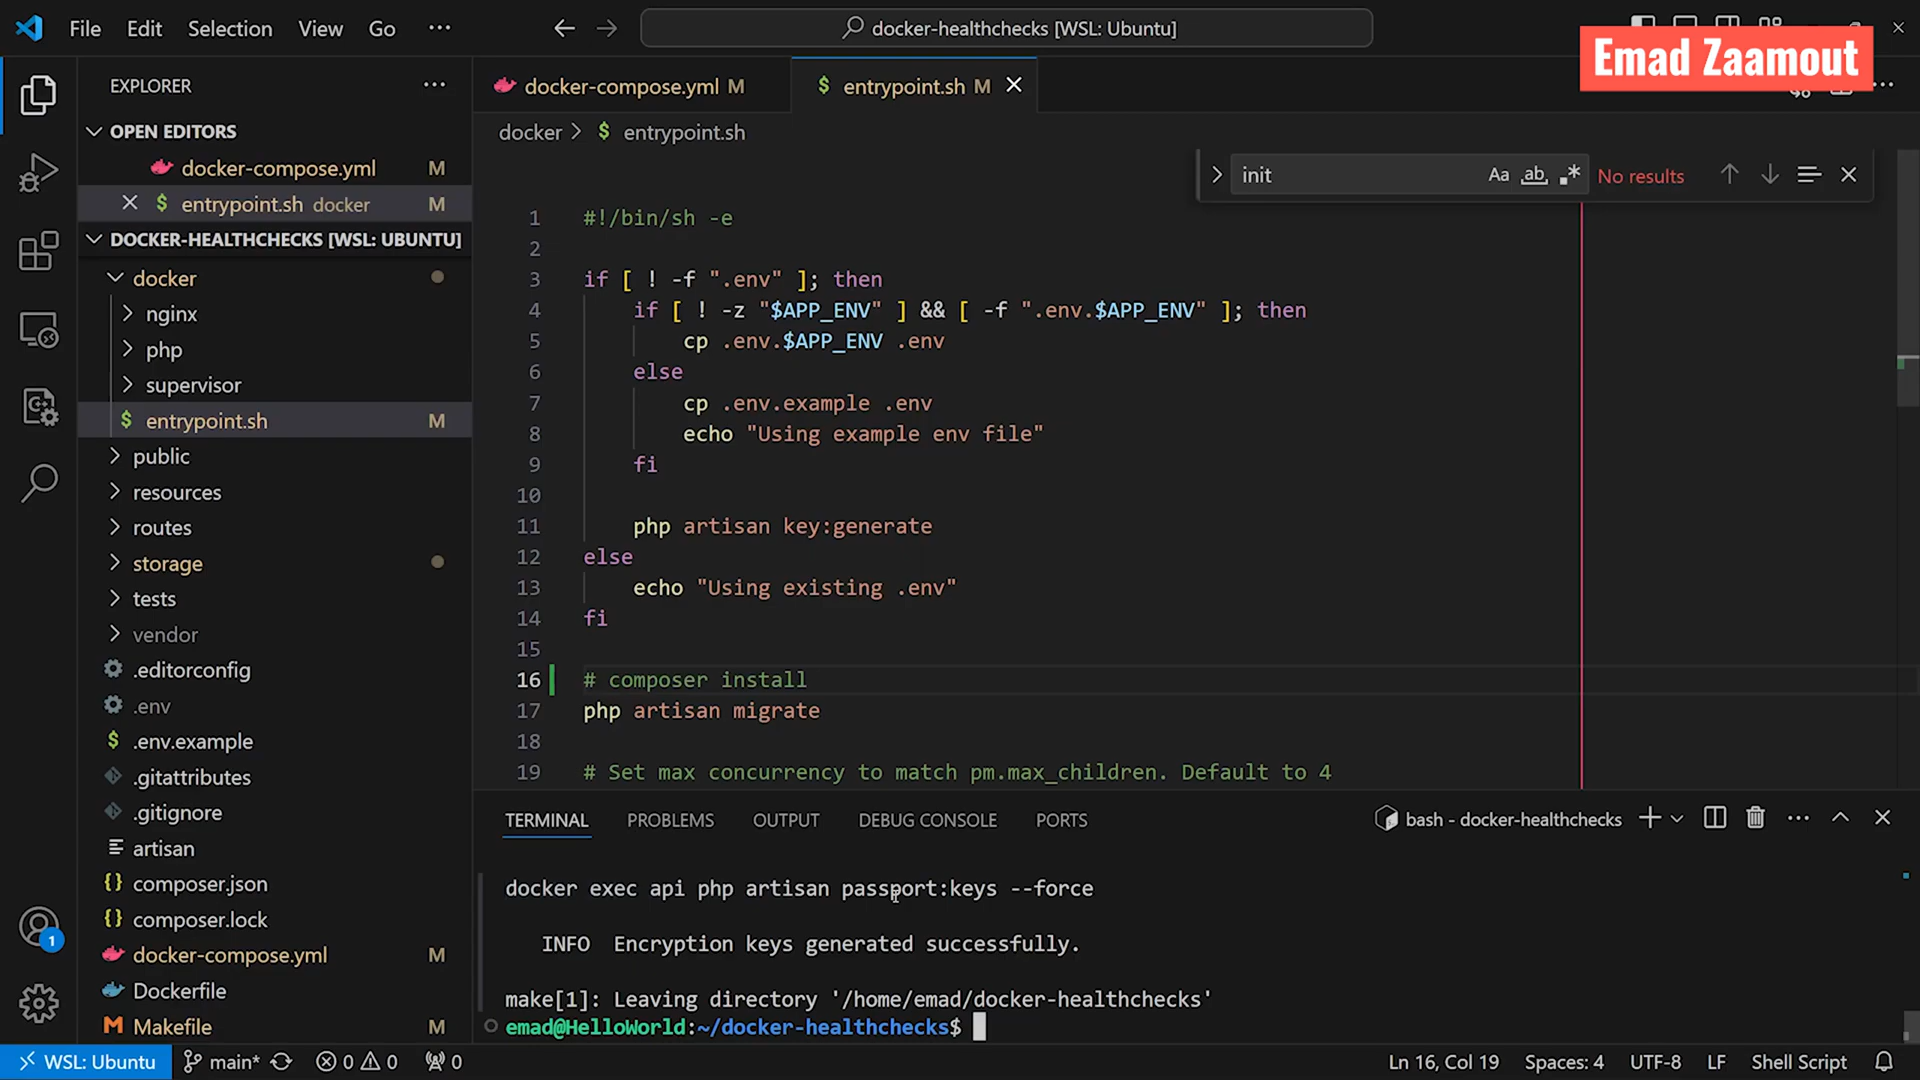 File Edit Selection View Go ··· docker-healthchecks [WSL: Ubuntu]
Emad Zaamout
EXPLORER ···
OPEN EDITORS
docker-compose.yml M
$ entrypoint.sh docker M
DOCKER-HEALTHCHECKS [WSL: UBUNTU]
docker
nginx
php
supervisor
$ entrypoint.sh M
public
resources
routes
storage
tests
vendor
.editorconfig
.env
$ .env.example
.gitattributes
.gitignore
artisan
{} composer.json
{} composer.lock
docker-compose.yml M
Dockerfile
M Makefile M
1
docker-compose.yml M
$ entrypoint.sh M
docker > $ entrypoint.sh
init Aa ab .* No results
1 #!/bin/sh -e
2
3 if [ ! -f ".env" ]; then
4 if [ ! -z "$APP_ENV" ] && [ -f ".env.$APP_ENV" ]; then
5 cp .env.$APP_ENV .env
6 else
7 cp .env.example .env
8 echo "Using example env file"
9 fi
10
11 php artisan key:generate
12 else
13 echo "Using existing .env"
14 fi
15
16 # composer install
17 php artisan migrate
18
19 # Set max concurrency to match pm.max_children. Default to 4
TERMINAL PROBLEMS OUTPUT DEBUG CONSOLE PORTS bash - docker-healthchecks
docker exec api php artisan passport:keys --force
INFO Encryption keys generated successfully.
make[1]: Leaving directory '/home/emad/docker-healthchecks'
emad@HelloWorld:~/docker-healthchecks$
WSL: Ubuntu main* 0 0 0 Ln 16, Col 19 Spaces: 4 UTF-8 LF Shell Script